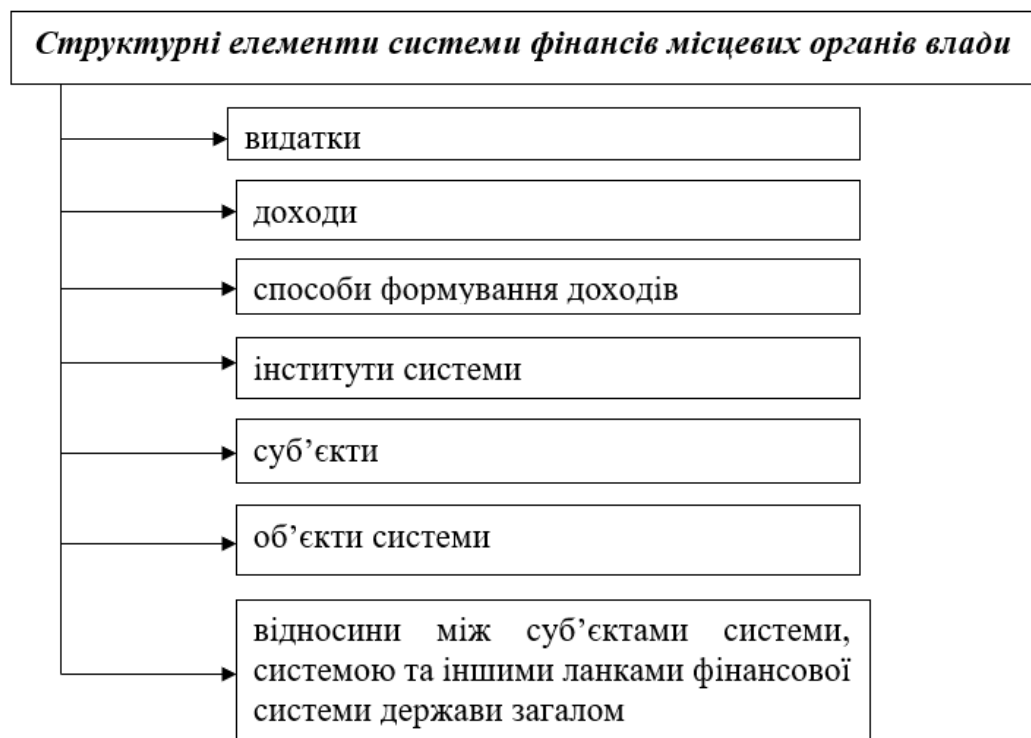 Структурні елементи системи фінансів місцевих органів влади
видатки
доходи
способи формування доходів
інститути системи
суб’єкти
об’єкти системи
відносини між суб’єктами системи,
системою та іншими ланками фінансової
системи держави загалом